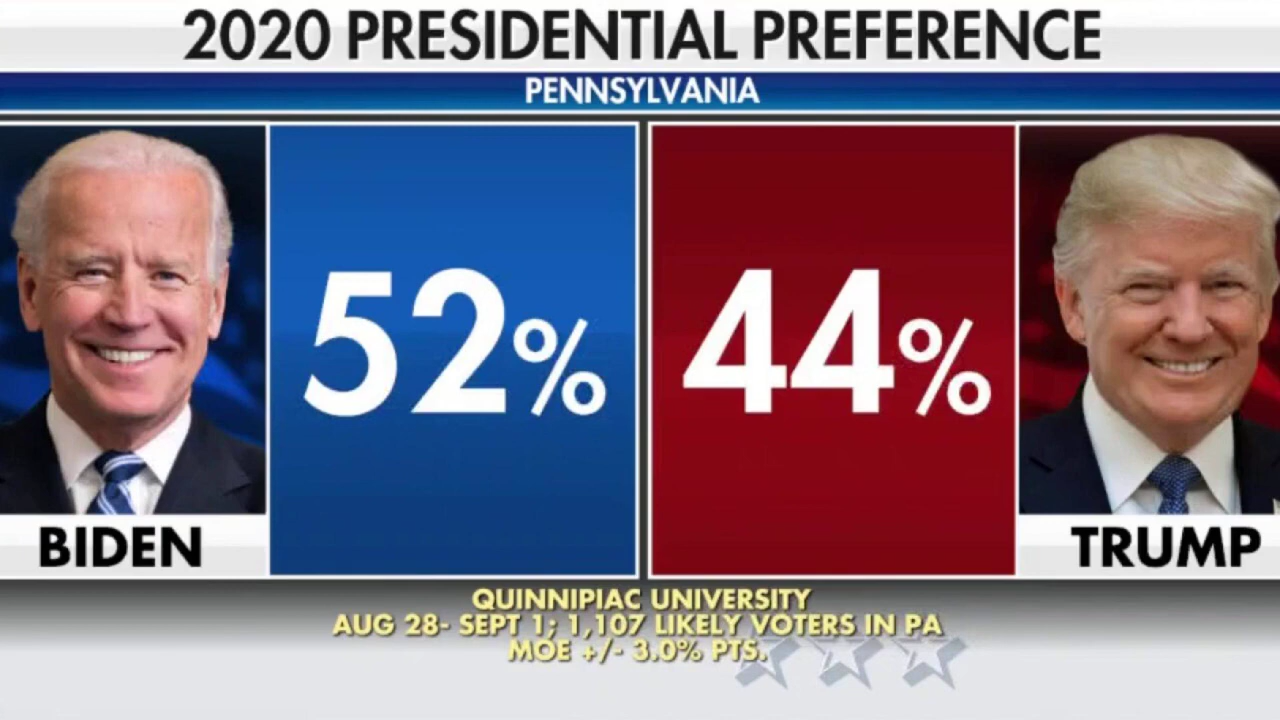 2020 PRESIDENTIAL PREFERENCE
PENNSYLVANIA
52%
44%
BIDEN
TRUMP
QUINNIPIAC UNIVERSITY
AUG 28- SEPT 1; 1,107 LIKELY VOTERS IN PA
MOE +/- 3.0% PTS.